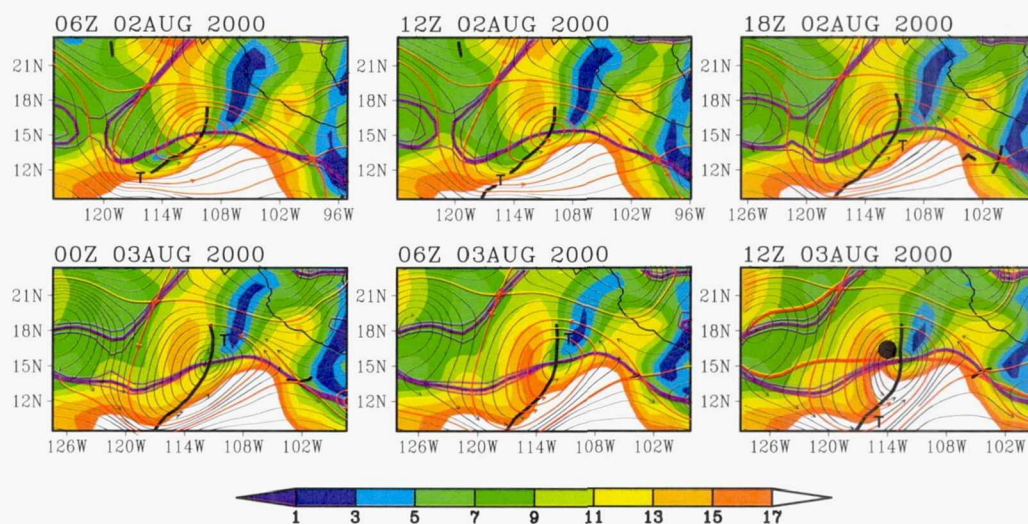 06Z 02AUG 2000 12Z 02AUG 2000 18Z 02AUG 2000
21N 21N 21N
18N 18N 18N
15N 15N 15N
12N 12N 12N
T T T
120W 114W 108W 102W 96W 120W 114W 108W 102W 96W 126W 120W 114W 108W 102W
00Z 03AUG 2000 06Z 03AUG 2000 12Z 03AUG 2000
21N 21N 21N
18N 18N 18N
T T
15N 15N 15N
12N 12N 12N
T
126W 120W 114W 108W 102W 126W 120W 114W 108W 102W 126W 120W 114W 108W 102W
1 3 5 7 9 11 13 15 17